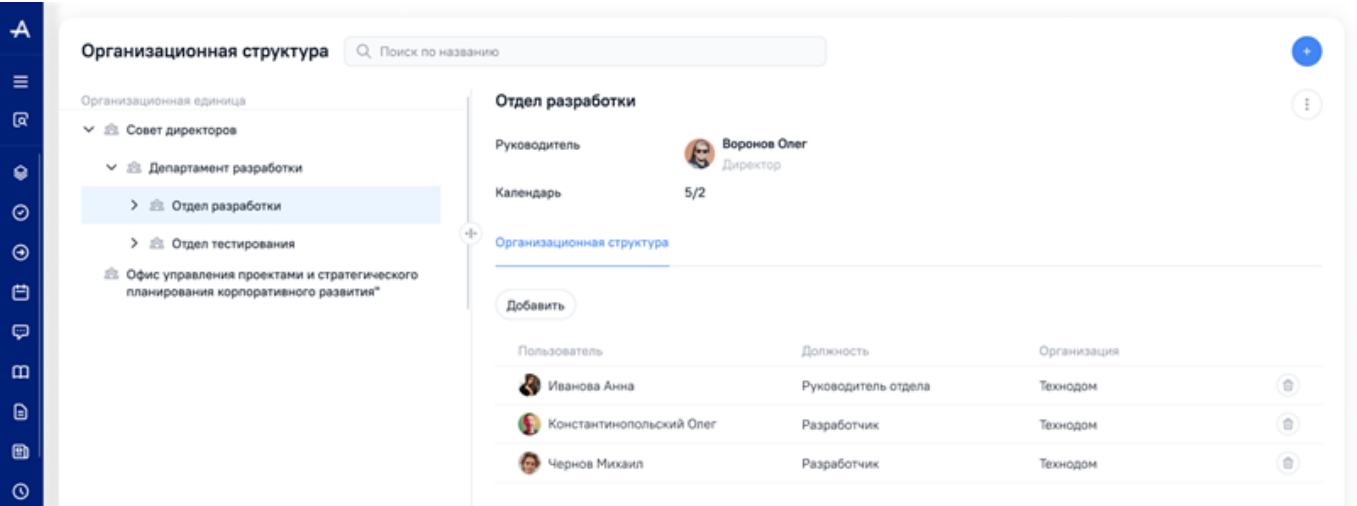 Организационная структура
Поиск по названию
+
Организационная единица
Совет директоров
Департамент разработки
Отдел разработки
Отдел тестирования
Офис управления проектами и стратегического
планирования корпоративного развития"
Отдел разработки
Руководитель
Воронов Олег
Директор
Календарь
5/2
Организационная структура
Добавить
Пользователь Должность Организация
Иванова Анна Руководитель отдела Технодом
Константинопольский Олег Разработчик Технодом
Чернов Михаил Разработчик Технодом